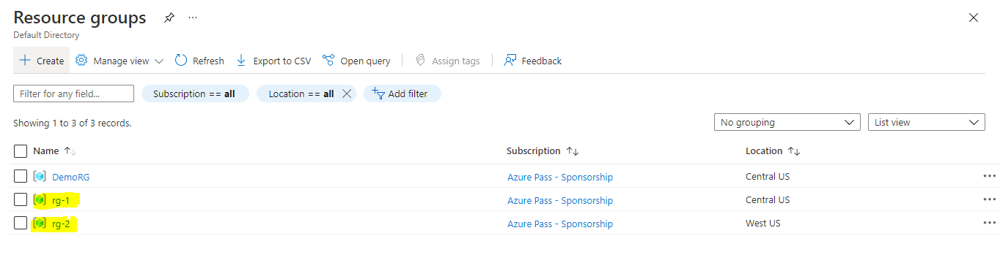 Resource groups ...
Default Directory
+ Create Manage view Refresh Export to CSV Open query Assign tags Feedback
Filter for any field... Subscription == all Location == all Add filter
Showing 1 to 3 of 3 records. No grouping List view
Name Subscription Location
DemoRG Azure Pass - Sponsorship Central US ...
rg-1 Azure Pass - Sponsorship Central US ...
rg-2 Azure Pass - Sponsorship West US ...